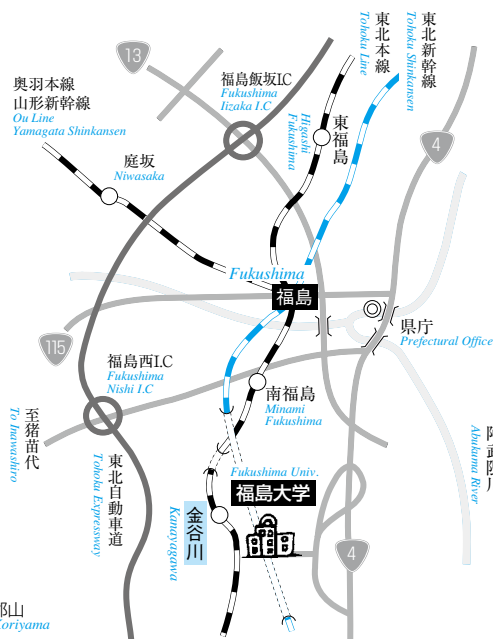 13
東北本線
Tohoku Line
東北新幹線
Tohoku Shinkansen
奥羽本線
山形新幹線
Ou Line
Yamagata Shinkansen
福島飯坂IC
Fukushima
Iizaka I.C
東福島
Higashi
Fukushima
4
庭坂
Niwasaka
Fukushima
福島
県庁
Prefectural Office
115
福島西I.C
Fukushima
Nishi I.C
南福島
Minami
Fukushima
至猪苗代
To Inawashiro
東北自動車道
Tohoku Expressway
Abukuma River
Fukushima Univ.
福島大学
金谷川
Kanayagawa
4
郡山
Koriyama